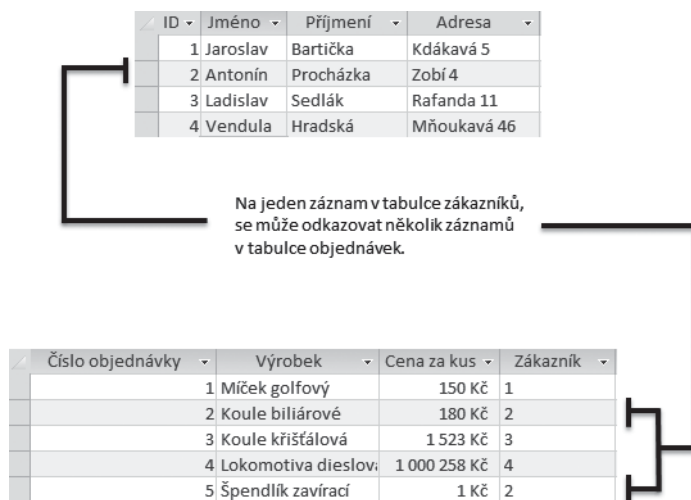 ID Jméno Příjmení Adresa
1 Jaroslav Bartička Kdákavá 5
2 Antonín Procházka Zobí 4
3 Ladislav Sedlák Rafanda 11
4 Vendula Hradská Mňoukavá 46
Na jeden záznam v tabulce zákazníků,
se může odkazovat několik záznamů
v tabulce objednávek.
Číslo objednávky Výrobek Cena za kus Zákazník
1 Míček golfový 150 Kč 1
2 Koule biliárové 180 Kč 2
3 Koule křišťálová 1 523 Kč 3
4 Lokomotiva dieslova 1 000 258 Kč 4
5 Špendlík zavírací 1 Kč 2